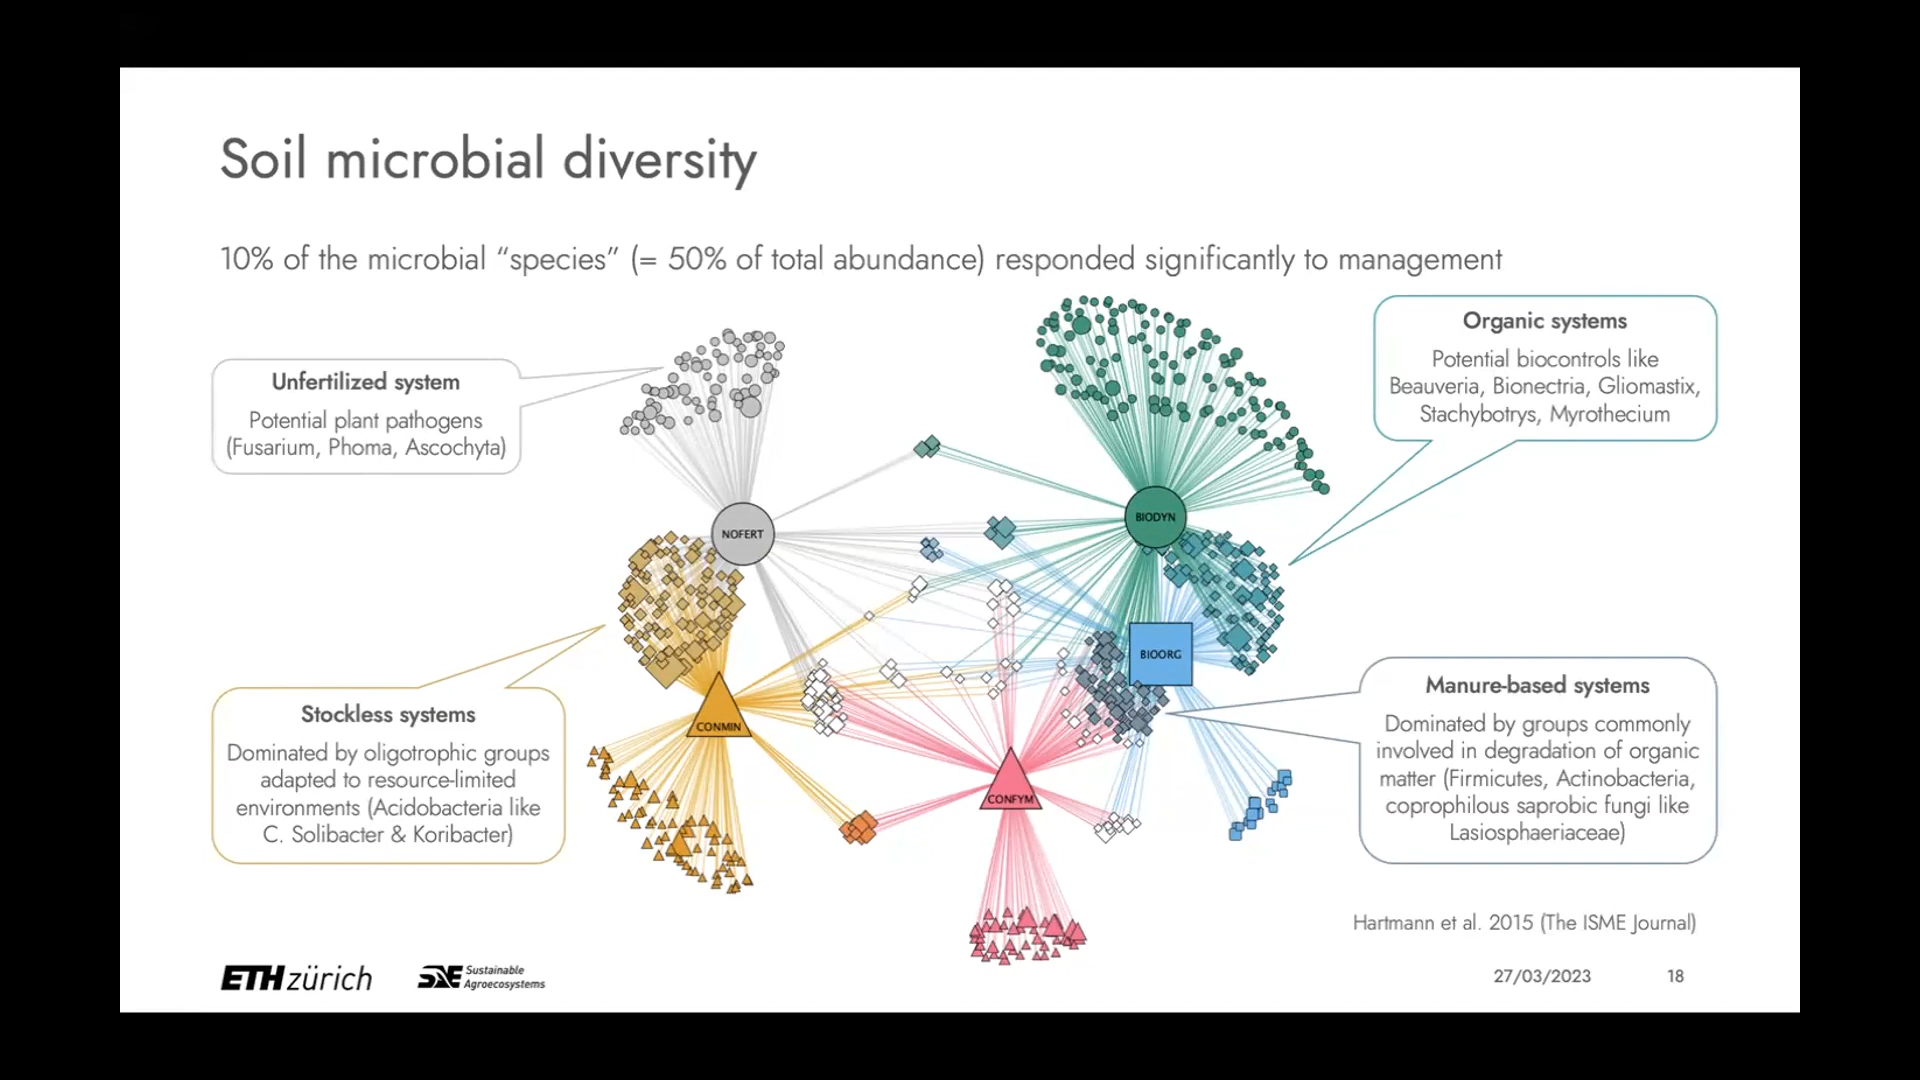 Soil microbial diversity
10% of the microbial “species” (= 50% of total abundance) responded significantly to management
Unfertilized system
Potential plant pathogens
(Fusarium, Phoma, Ascochyta)
Organic systems
Potential biocontrols like
Beauveria, Bionectria, Gliomastix,
Stachybotrys, Myrothecium
NOFERT
BIODYN
BIOORG
CONMIN
CONFYM
Stockless systems
Dominated by oligotrophic groups
adapted to resource-limited
environments (Acidobacteria like
C. Solibacter & Koribacter)
Manure-based systems
Dominated by groups commonly
involved in degradation of organic
matter (Firmicutes, Actinobacteria,
coprophilous saprobic fungi like
Lasiosphaeriaceae)
Hartmann et al. 2015 (The ISME Journal)
ETH zürich
SAE Sustainable
Agroecosystems
27/03/2023
18